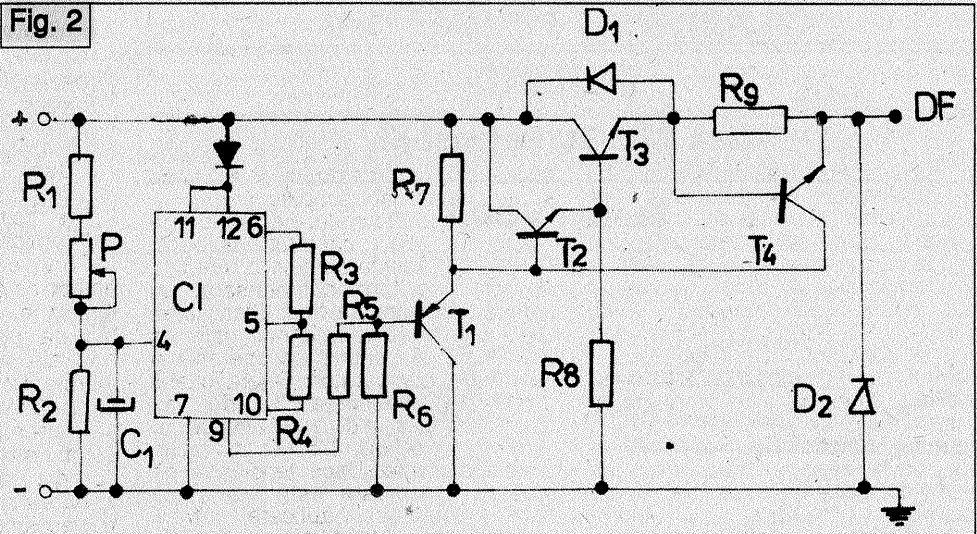 Fig. 2
D1
+ R9 DF
T3
R1 R7
11 12 6
P R3 T2 T4
CI R5
5 T1
4
R2 R8
7 10 R6 D2
9 R4
C1
-